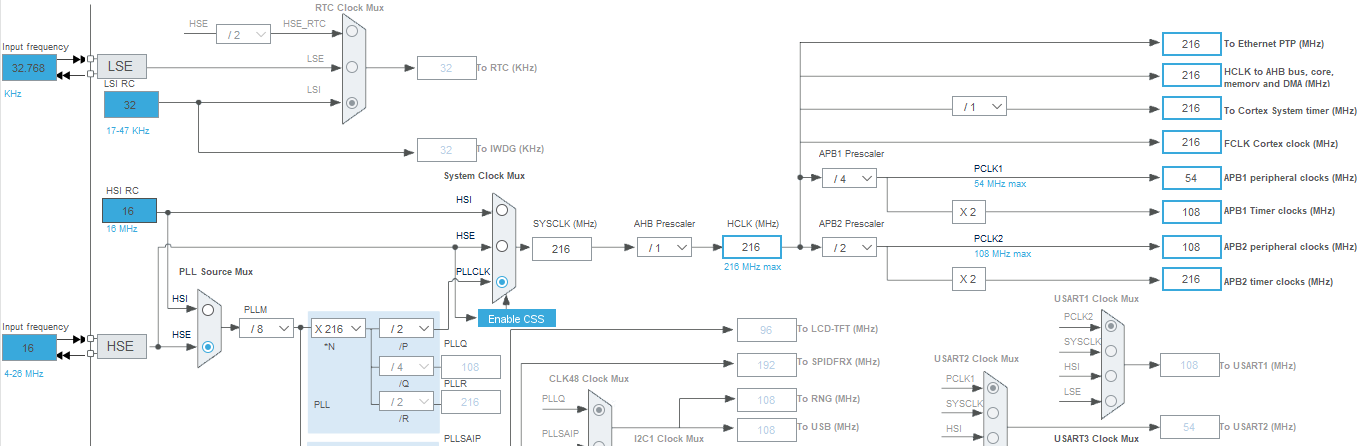 RTC Clock Mux
HSE
/ 2
HSE_RTC
Input frequency
32.768
KHz
LSE
LSE
LSI RC
32
17-47 KHz
LSI
32
To RTC (KHz)
32
To IWDG (KHz)
216
To Ethernet PTP (MHz)
216
HCLK to AHB bus, core,
memory and DMA (MHz)
/ 1
216
To Cortex System timer (MHz)
216
FCLK Cortex clock (MHz)
System Clock Mux
HSI RC
16
16 MHz
HSI
HSE
PLLCLK
SYSCLK (MHz)
216
AHB Prescaler
/ 1
HCLK (MHz)
216
216 MHz max
APB1 Prescaler
/ 4
PCLK1
54 MHz max
54
APB1 peripheral clocks (MHz)
X 2
108
APB1 Timer clocks (MHz)
APB2 Prescaler
/ 2
PCLK2
108 MHz max
108
APB2 peripheral clocks (MHz)
X 2
216
APB2 timer clocks (MHz)
PLL Source Mux
HSI
HSE
Input frequency
16
4-26 MHz
HSE
PLLM
/ 8
X 216
*N
/ 2
/P
PLLQ
/ 4
108
/Q
PLLR
PLL
/ 2
216
/R
PLLSAIP
Enable CSS
96
To LCD-TFT (MHz)
192
To SPIDFRX (MHz)
CLK48 Clock Mux
PLLQ
PLLSAIP
108
To RNG (MHz)
108
To USB (MHz)
I2C1 Clock Mux
USART1 Clock Mux
PCLK2
SYSCLK
HSI
LSE
108
To USART1 (MHz)
USART2 Clock Mux
PCLK1
SYSCLK
HSI
54
To USART2 (MHz)
USART3 Clock Mux